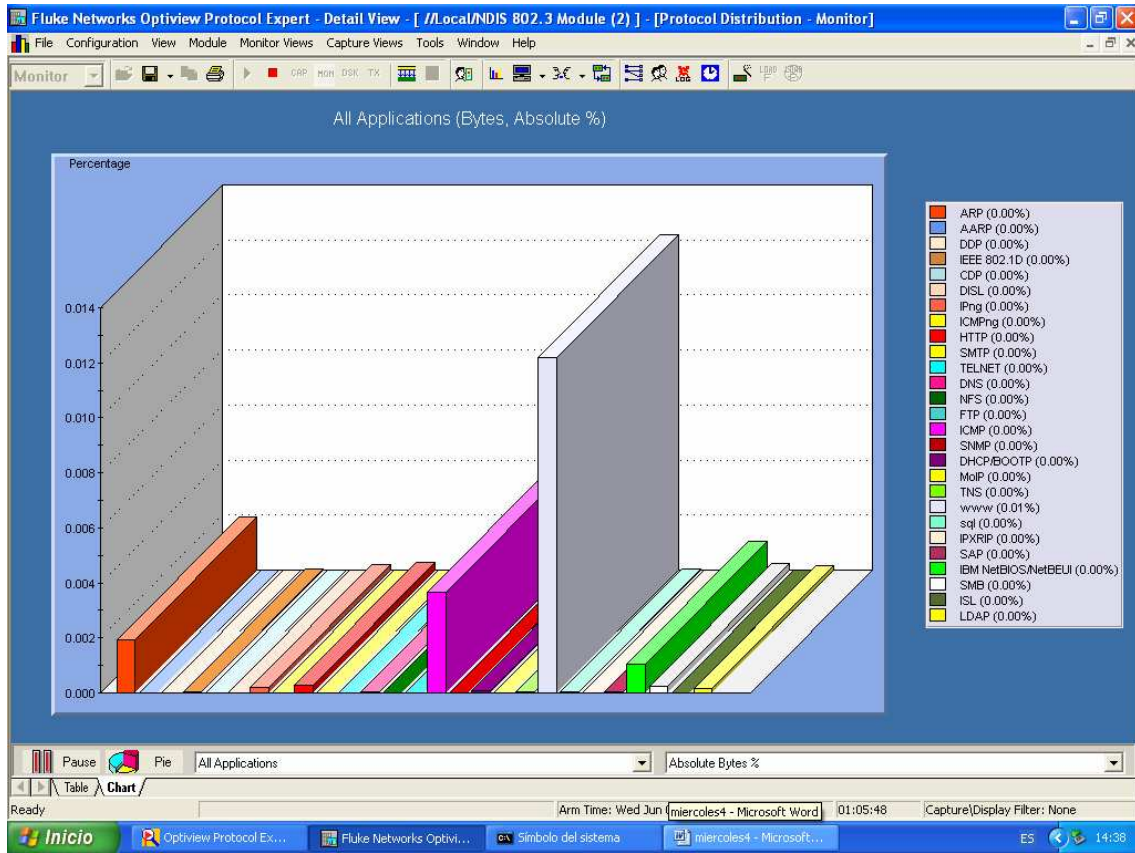 Fluke Networks Optiview Protocol Expert - Detail View - [ //Local/NDIS 802.3 Module (2) ] - [Protocol Distribution - Monitor]
File Configuration View Module Monitor Views Capture Views Tools Window Help
Monitor CAP MON DSK TX LOAD
All Applications (Bytes, Absolute %)
Percentage
0.014
0.012
0.010
0.008
0.006
0.004
0.002
0.000
ARP (0.00%)
AARP (0.00%)
DDP (0.00%)
IEEE 802.1D (0.00%)
CDP (0.00%)
DISL (0.00%)
IPng (0.00%)
ICMPng (0.00%)
HTTP (0.00%)
SMTP (0.00%)
TELNET (0.00%)
DNS (0.00%)
NFS (0.00%)
FTP (0.00%)
ICMP (0.00%)
SNMP (0.00%)
DHCP/BOOTP (0.00%)
MoIP (0.00%)
TNS (0.00%)
www (0.01%)
sql (0.00%)
IPXRIP (0.00%)
SAP (0.00%)
IBM NetBIOS/NetBEUI (0.00%)
SMB (0.00%)
ISL (0.00%)
LDAP (0.00%)
Pause Pie All Applications Absolute Bytes %
Table Chart
Ready Arm Time: Wed Jun miercoles4 - Microsoft Word 01:05:48 Capture\Display Filter: None
Inicio Optiview Protocol Ex... Fluke Networks Optivi... Símbolo del sistema miercoles4 - Microsoft... ES 14:38